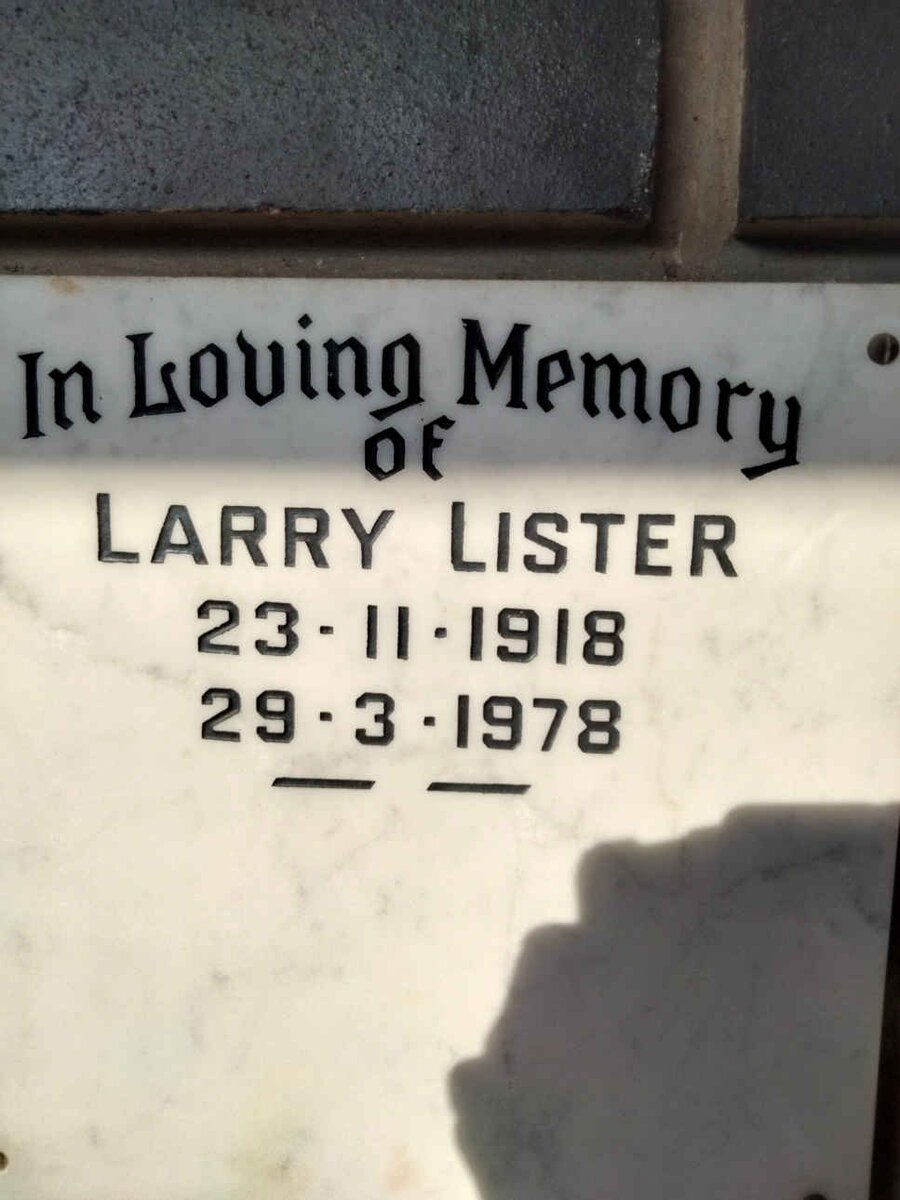 In Loving Memory
of
LARRY LISTER
23·11·1918
29·3·1978